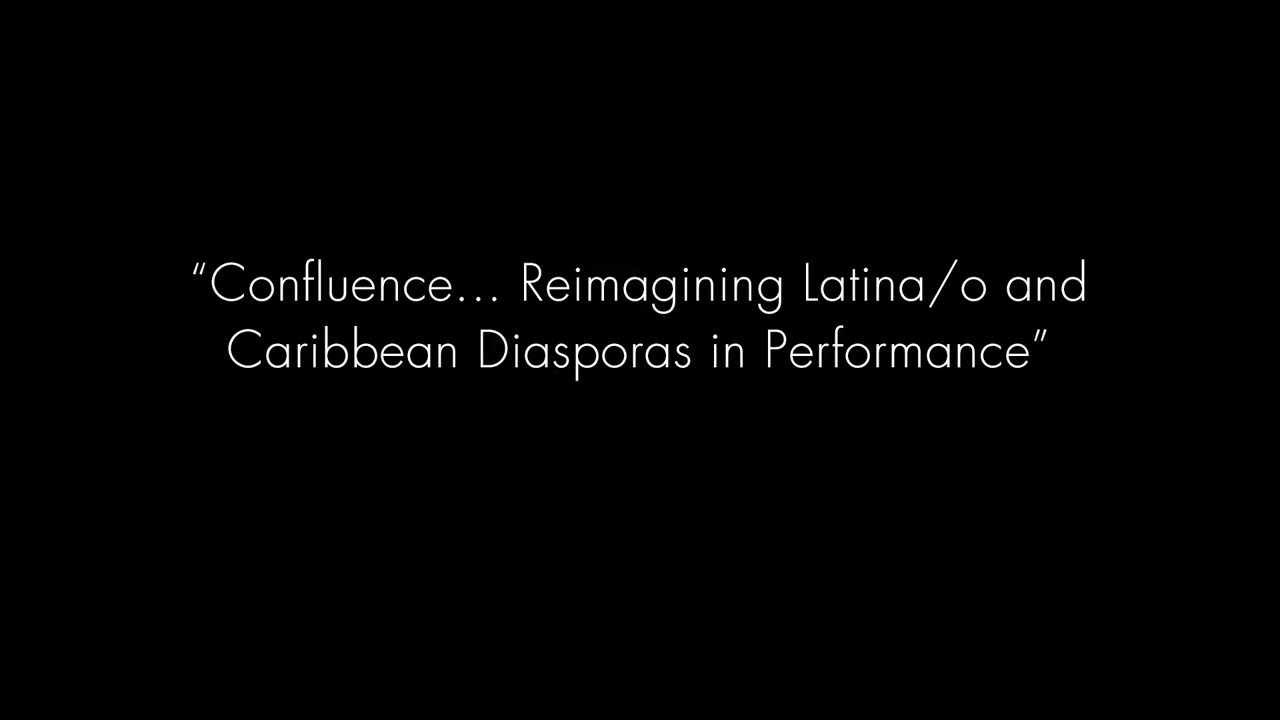 “Confluence... Reimagining Latina/o and
Caribbean Diasporas in Performance”